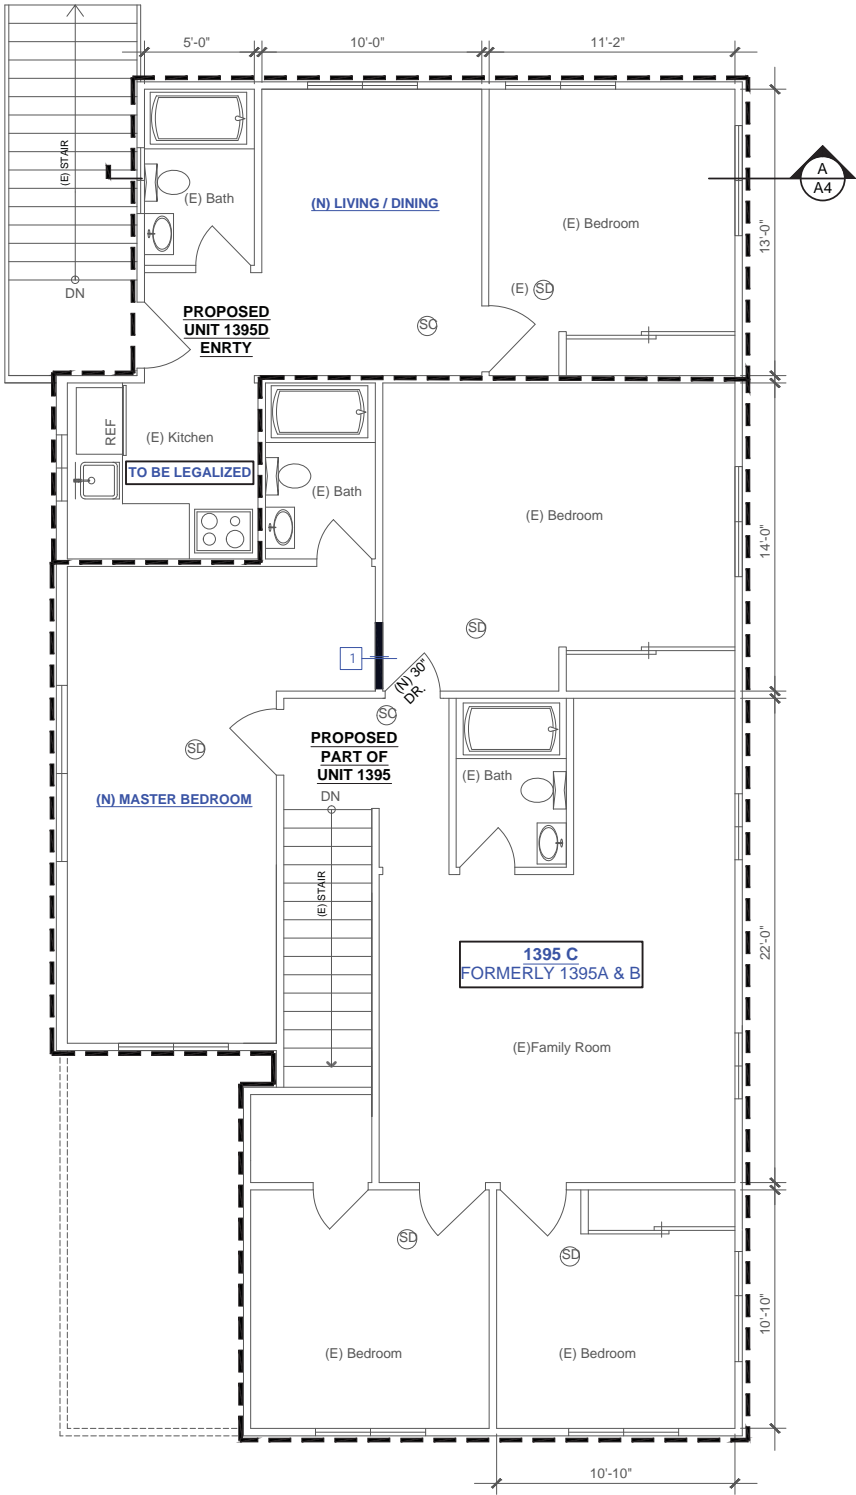 5'-0"
10'-0"
11'-2"
(E) STAIR
A
A4
(E) Bath
(N) LIVING / DINING
(E) Bedroom
13'-0"
(E) SD
DN
PROPOSED
UNIT 1395D
ENRTY
SC
REF
(E) Kitchen
TO BE LEGALIZED
(E) Bath
(E) Bedroom
14'-0"
SD
1
(N) 30"
DR.
SC
SD
PROPOSED
PART OF
UNIT 1395
(E) Bath
DN
(N) MASTER BEDROOM
(E) STAIR
1395 C
FORMERLY 1395A & B
22'-0"
(E)Family Room
SD
SD
10'-10"
(E) Bedroom
(E) Bedroom
10'-10"